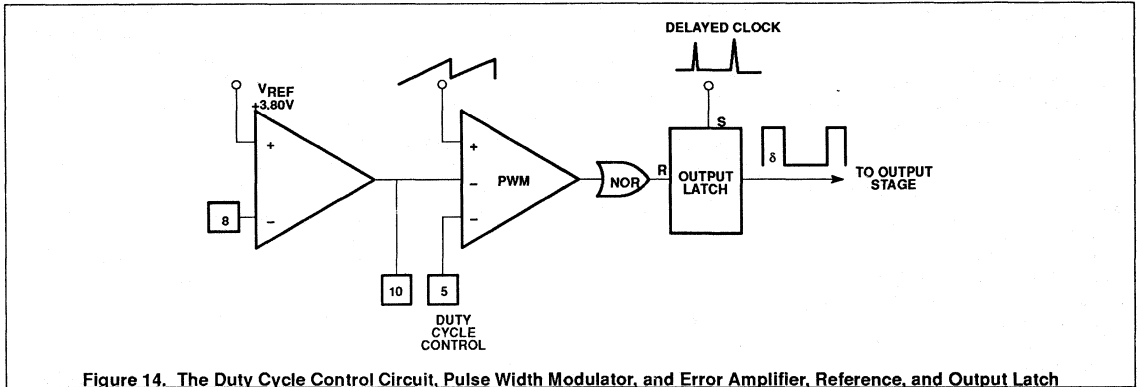 DELAYED CLOCK
VREF
+3.80V
+
−
8
+
−
−
PWM
NOR
R
S
OUTPUT
LATCH
δ
TO OUTPUT
STAGE
10
5
DUTY
CYCLE
CONTROL
Figure 14. The Duty Cycle Control Circuit, Pulse Width Modulator, and Error Amplifier, Reference, and Output Latch